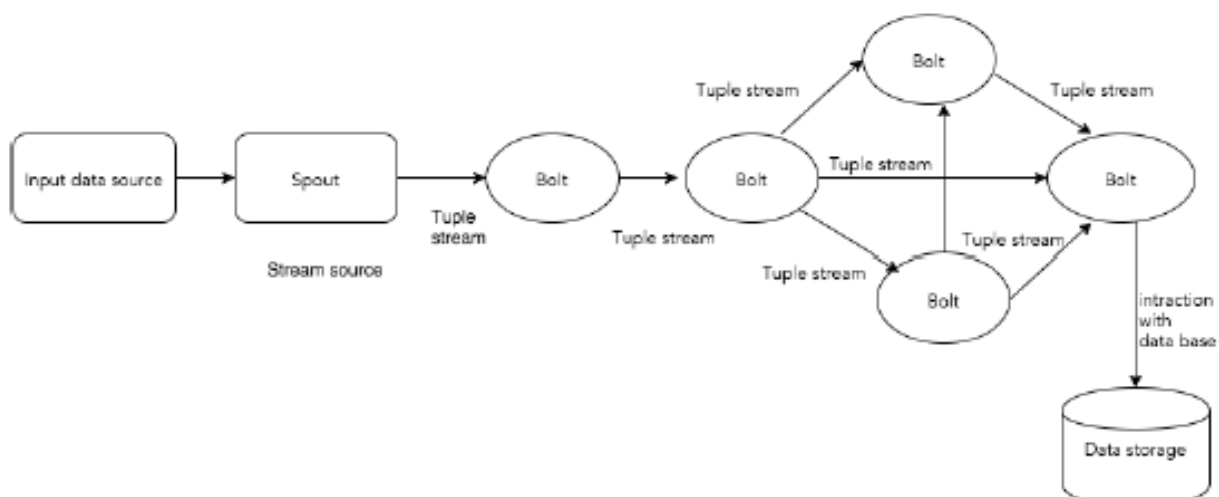 Bolt
Tuple stream
Tuple stream
Input data source
Spout
Bolt
Bolt
Tuple stream
Bolt
Tuple
stream
Tuple stream
Tuple stream
Tuple stream
Stream source
Bolt
intraction
with
data base
Data storage